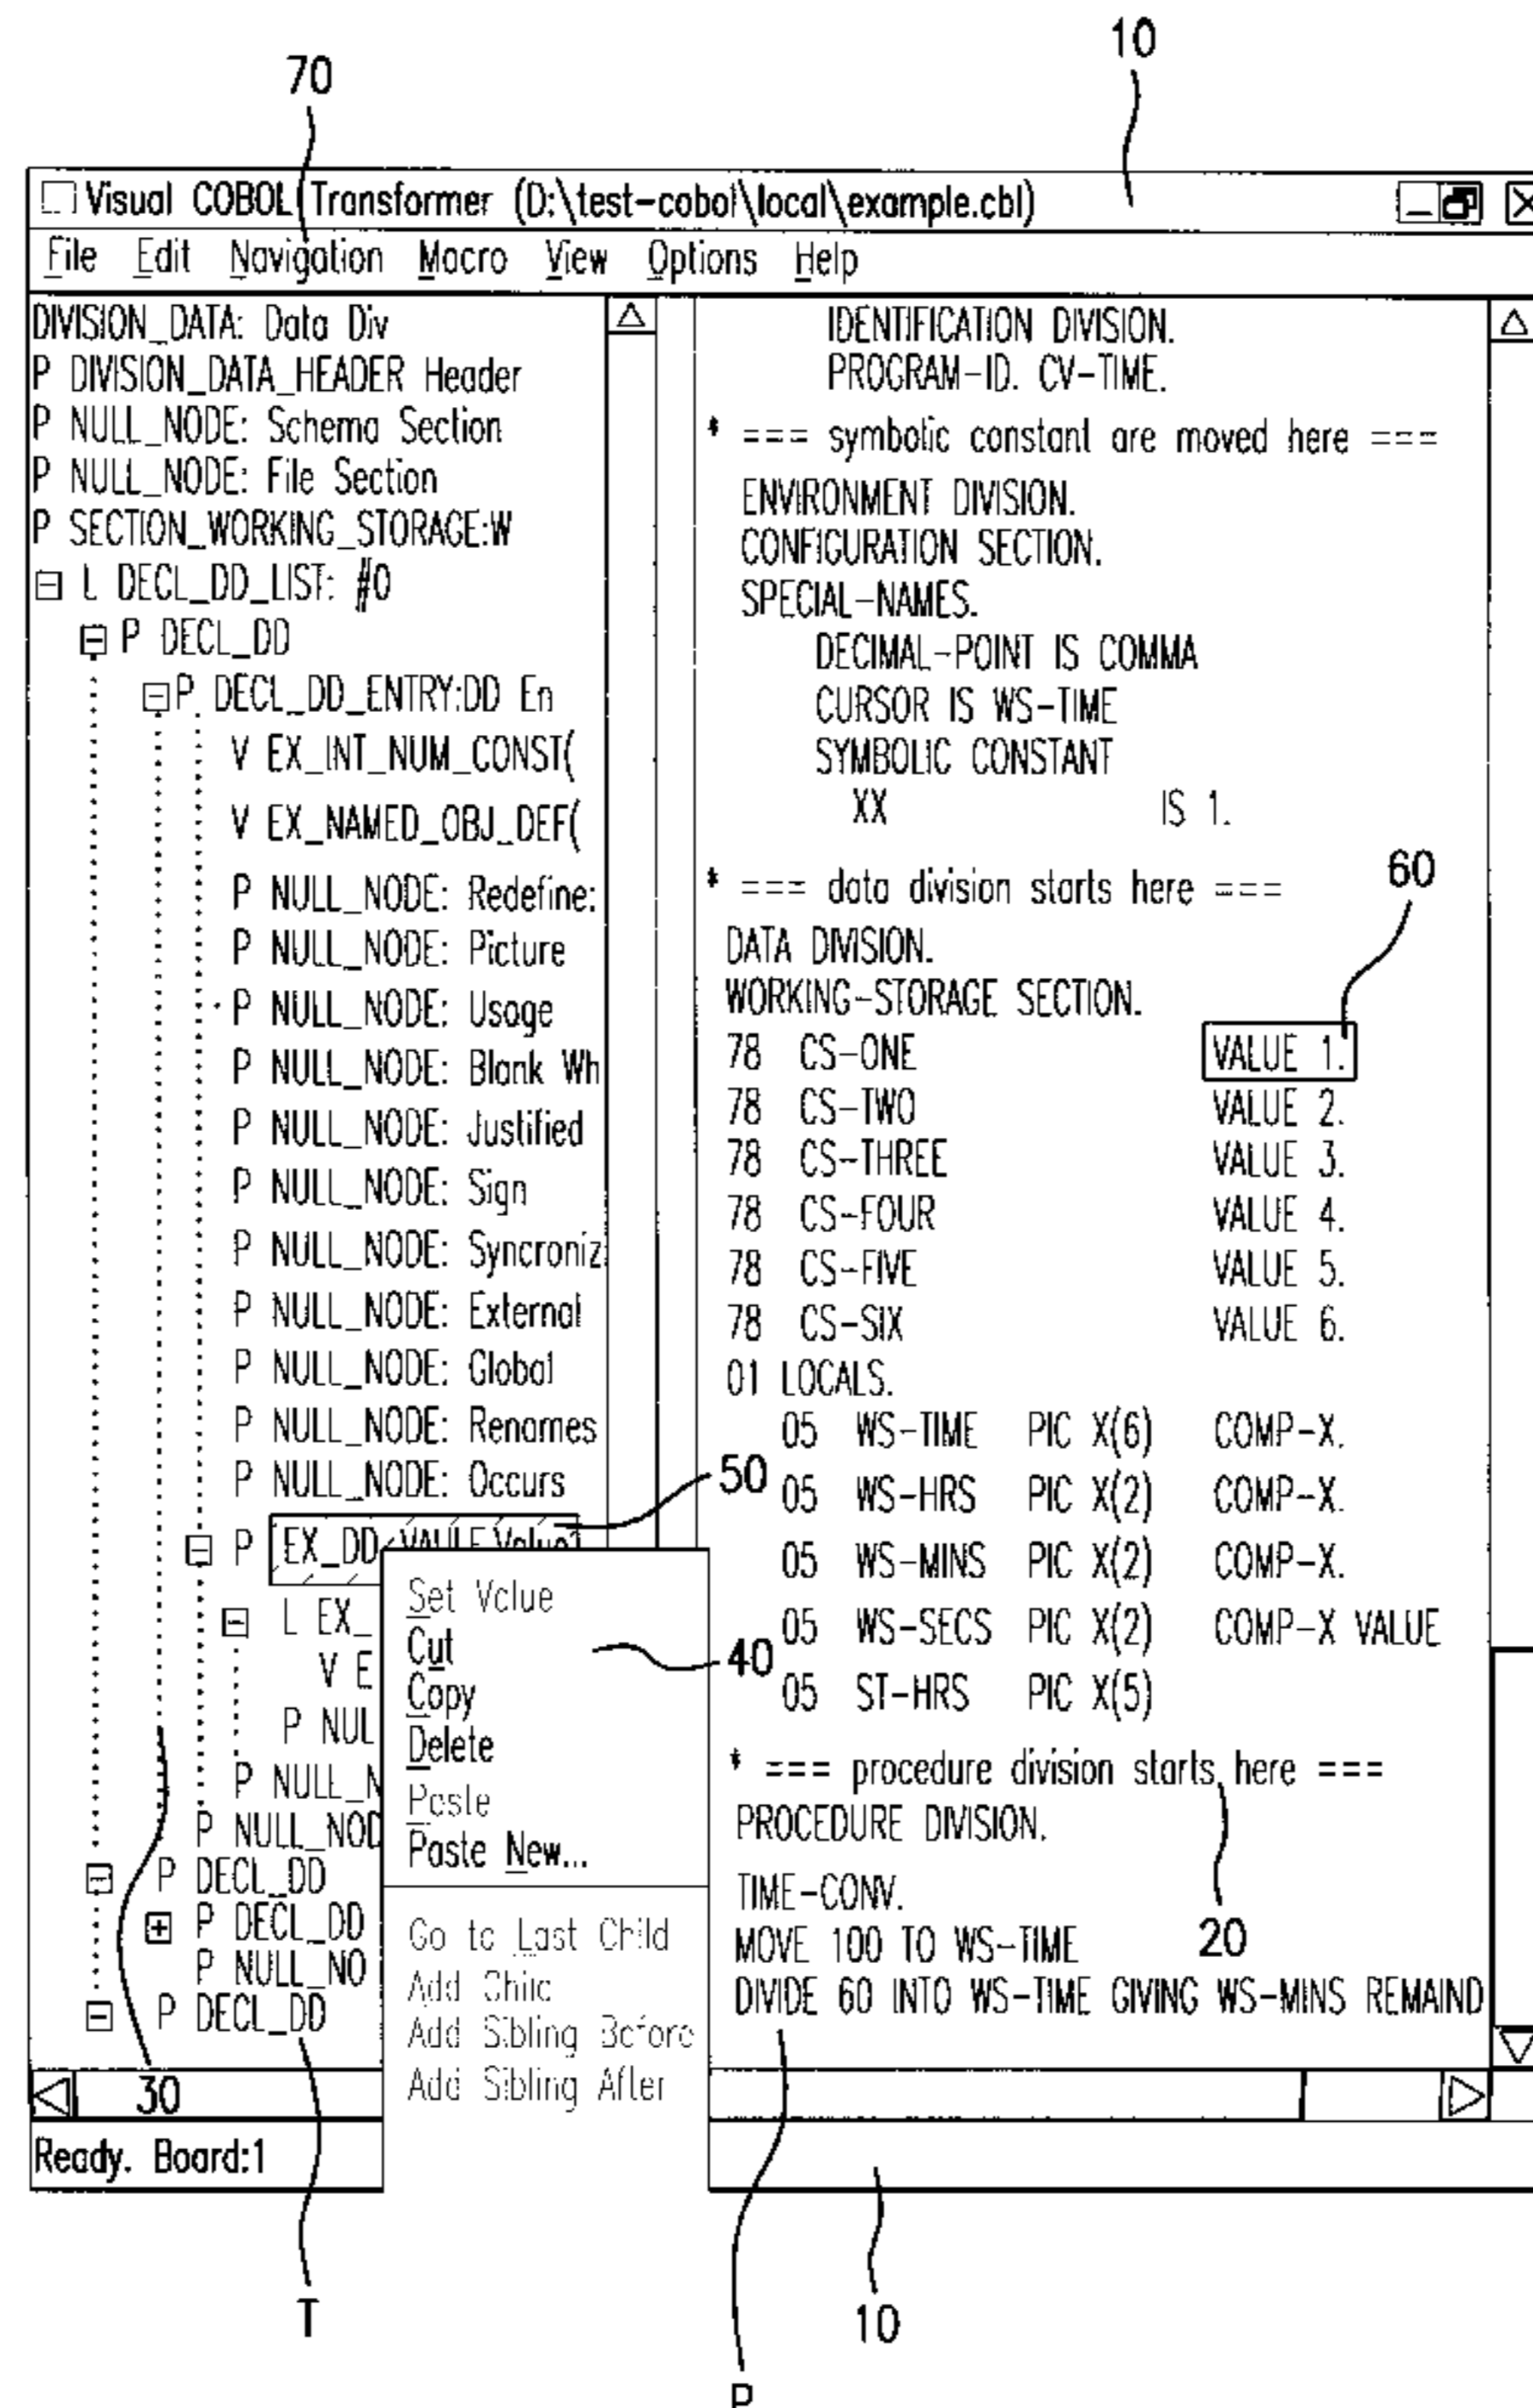 10
70
Visual COBOL Transformer (D:\test-cobol\local\example.cbl)
File Edit Navigation Macro View Options Help
DIVISION_DATA: Data Div
P DIVISION_DATA_HEADER Header
P NULL_NODE: Schema Section
P NULL_NODE: File Section
P SECTION_WORKING_STORAGE:W
L DECL_DD_LIST: #0
P DECL_DD
P DECL_DD_ENTRY:DD En
V EX_INT_NUM_CONST(
V EX_NAMED_OBJ_DEF(
P NULL_NODE: Redefine:
P NULL_NODE: Picture
P NULL_NODE: Usage
P NULL_NODE: Blank Wh
P NULL_NODE: Justified
P NULL_NODE: Sign
P NULL_NODE: Syncroniz
P NULL_NODE: External
P NULL_NODE: Global
P NULL_NODE: Renames
P NULL_NODE: Occurs
50
P EX_DD
L EX_
V E
P NUL
P NULL_N
P NULL_NOD
P DECL_DD
P DECL_DD
P NULL_NO
P DECL_DD
30
Set Value
Cut
40
Copy
Delete
Paste
Paste New...
Go to Last Child
Add Child
Add Sibling Before
Add Sibling After
IDENTIFICATION DIVISION.
PROGRAM-ID. CV-TIME.
* === symbolic constant are moved here ===
ENVIRONMENT DIVISION.
CONFIGURATION SECTION.
SPECIAL-NAMES.
DECIMAL-POINT IS COMMA
CURSOR IS WS-TIME
SYMBOLIC CONSTANT
XX IS 1.
60
* === data division starts here ===
DATA DIVISION.
WORKING-STORAGE SECTION.
78 CS-ONE VALUE 1.
78 CS-TWO VALUE 2.
78 CS-THREE VALUE 3.
78 CS-FOUR VALUE 4.
78 CS-FIVE VALUE 5.
78 CS-SIX VALUE 6.
01 LOCALS.
05 WS-TIME PIC X(6) COMP-X.
05 WS-HRS PIC X(2) COMP-X.
05 WS-MINS PIC X(2) COMP-X.
05 WS-SECS PIC X(2) COMP-X VALUE
05 ST-HRS PIC X(5)
* === procedure division starts here ===
PROCEDURE DIVISION.
TIME-CONV.
20
MOVE 100 TO WS-TIME
DIVIDE 60 INTO WS-TIME GIVING WS-MINS REMAIND
Ready. Board:1
T
10
P